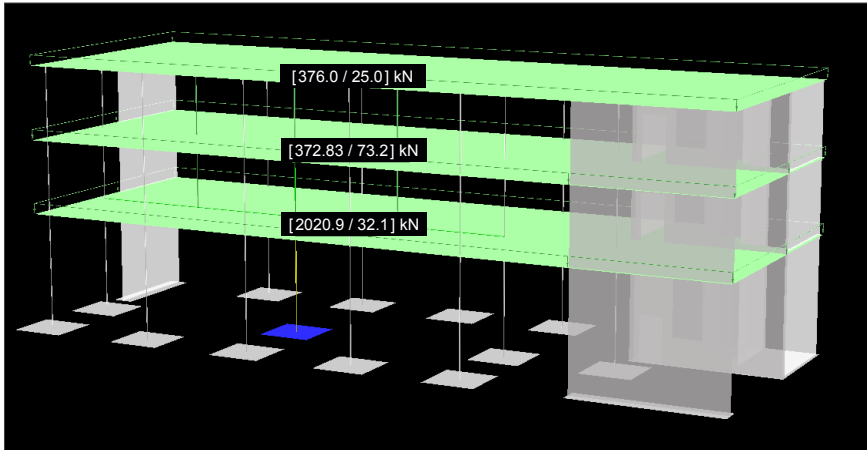 [376.0 / 25.0] kN
[372.83 / 73.2] kN
[2020.9 / 32.1] kN